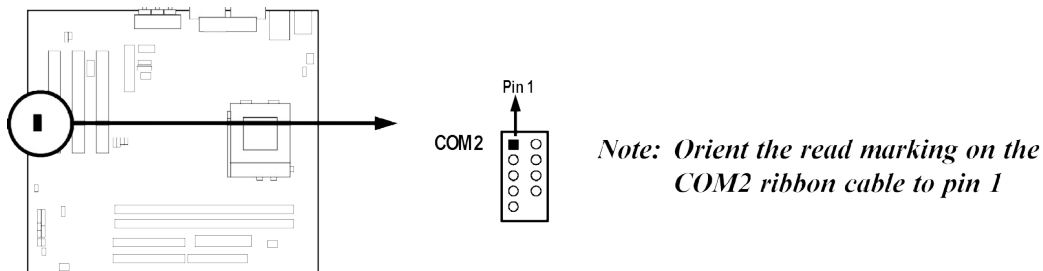 Pin 1
COM2
Note: Orient the read marking on the
COM2 ribbon cable to pin 1